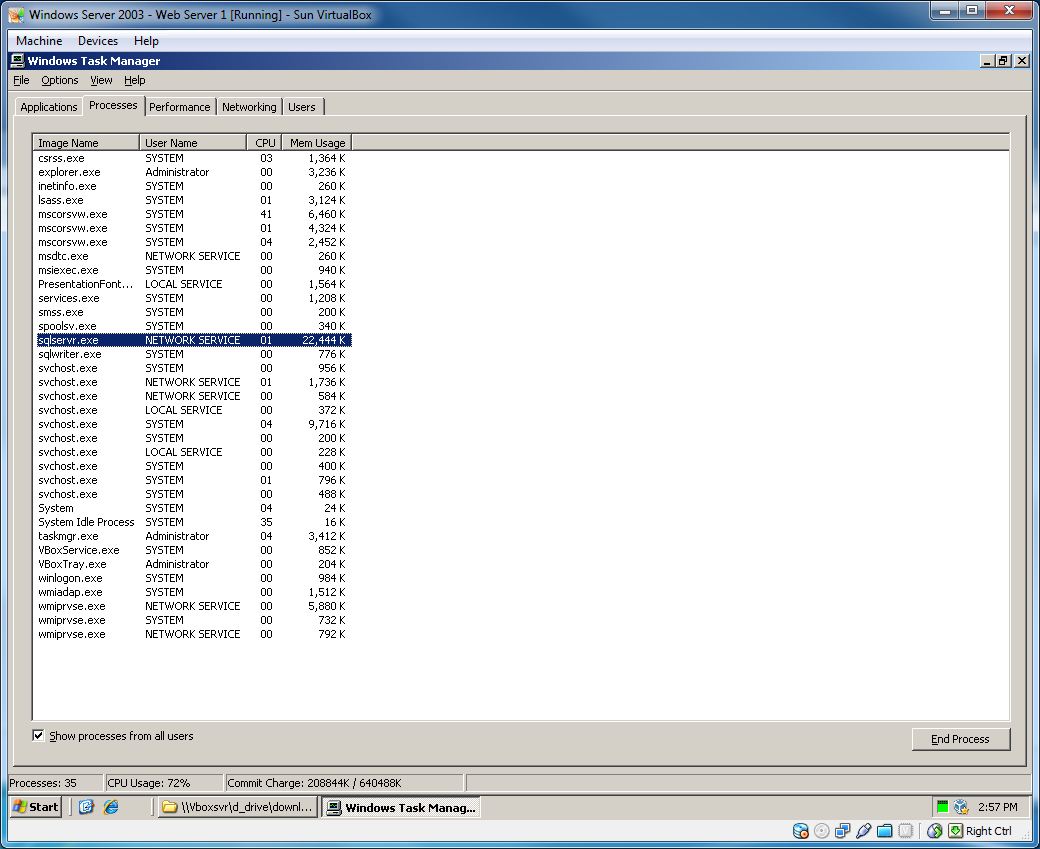 Windows Server 2003 - Web Server 1 [Running] - Sun VirtualBox
Machine Devices Help
Windows Task Manager
File Options View Help
Applications Processes Performance Networking Users
Image Name User Name CPU Mem Usage
csrss.exe SYSTEM 03 1,364 K
explorer.exe Administrator 00 3,236 K
inetinfo.exe SYSTEM 00 260 K
lsass.exe SYSTEM 01 3,124 K
mscorsvw.exe SYSTEM 41 6,460 K
mscorsvw.exe SYSTEM 01 4,324 K
mscorsvw.exe SYSTEM 04 2,452 K
msdtc.exe NETWORK SERVICE 00 260 K
msiexec.exe SYSTEM 00 940 K
PresentationFont... LOCAL SERVICE 00 1,564 K
services.exe SYSTEM 00 1,208 K
smss.exe SYSTEM 00 200 K
spoolsv.exe SYSTEM 00 340 K
sqlservr.exe NETWORK SERVICE 01 22,444 K
sqlwriter.exe SYSTEM 00 776 K
svchost.exe SYSTEM 00 956 K
svchost.exe NETWORK SERVICE 01 1,736 K
svchost.exe NETWORK SERVICE 00 584 K
svchost.exe LOCAL SERVICE 00 372 K
svchost.exe SYSTEM 04 9,716 K
svchost.exe SYSTEM 00 200 K
svchost.exe LOCAL SERVICE 00 228 K
svchost.exe SYSTEM 00 400 K
svchost.exe SYSTEM 01 796 K
svchost.exe SYSTEM 00 488 K
System SYSTEM 04 24 K
System Idle Process SYSTEM 35 16 K
taskmgr.exe Administrator 04 3,412 K
VBoxService.exe SYSTEM 00 852 K
VBoxTray.exe Administrator 00 204 K
winlogon.exe SYSTEM 00 984 K
wmiadap.exe SYSTEM 00 1,512 K
wmiprvse.exe NETWORK SERVICE 00 5,880 K
wmiprvse.exe SYSTEM 00 732 K
wmiprvse.exe NETWORK SERVICE 00 792 K
Show processes from all users
End Process
Processes: 35 CPU Usage: 72% Commit Charge: 208844K / 640488K
Start \\Vboxsvr\d_drive\downl... Windows Task Manag... 2:57 PM
Right Ctrl